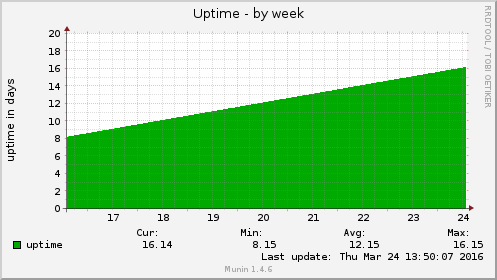 Uptime - by week
RRDTOOL / TOBI OETIKER
uptime in days
20
18
16
14
12
10
8
6
4
2
0
17 18 19 20 21 22 23 24
Cur: Min: Avg: Max:
uptime 16.14 8.15 12.15 16.15
Last update: Thu Mar 24 13:50:07 2016
Munin 1.4.6